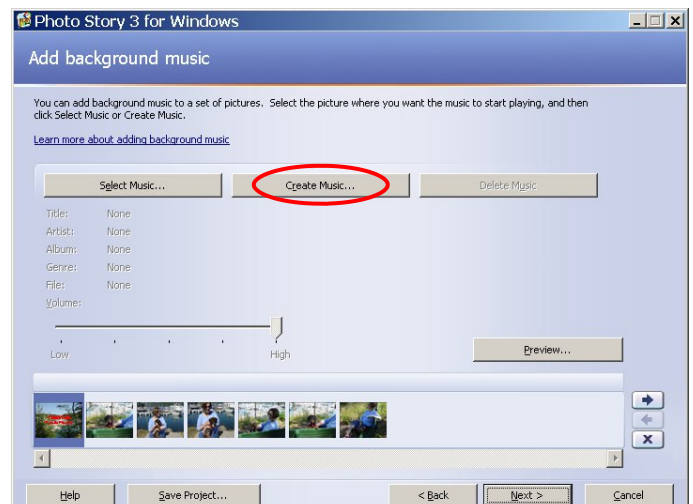 Photo Story 3 for Windows
Add background music
You can add background music to a set of pictures. Select the picture where you want the music to start playing, and then
click Select Music or Create Music.
Learn more about adding background music
Select Music...
Create Music...
Delete Music
Title: None
Artist: None
Album: None
Genre: None
File: None
Volume:
Low
High
Preview...
Help
Save Project...
< Back
Next >
Cancel